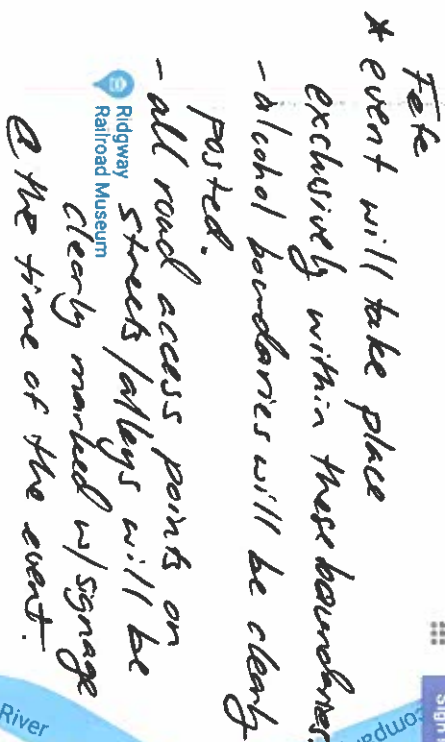 Fete
* event will take place
exclusively within these boundaries.
- alcohol boundaries will be clearly
posted.
- all road access points on
streets/alleys will be
clearly marked w/ signage
@ the time of the event.
Ridgway
Railroad Museum
Sign
River